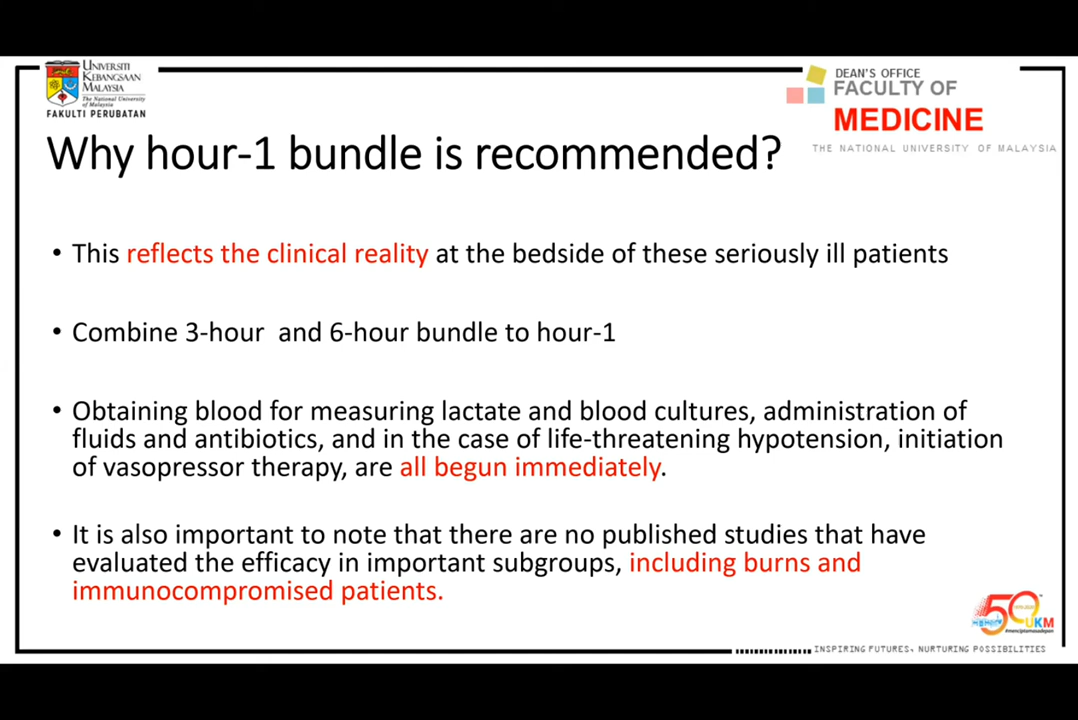 UNIVERSITI
KEBANGSAAN
MALAYSIA
The National University
of Malaysia
FAKULTI PERUBATAN
DEAN'S OFFICE
FACULTY OF
MEDICINE
THE NATIONAL UNIVERSITY OF MALAYSIA
Why hour-1 bundle is recommended?
• This reflects the clinical reality at the bedside of these seriously ill patients
• Combine 3-hour and 6-hour bundle to hour-1
• Obtaining blood for measuring lactate and blood cultures, administration of
fluids and antibiotics, and in the case of life-threatening hypotension, initiation
of vasopressor therapy, are all begun immediately.
• It is also important to note that there are no published studies that have
evaluated the efficacy in important subgroups, including burns and
immunocompromised patients.
50
UKM
INSPIRING FUTURES, NURTURING POSSIBILITIES